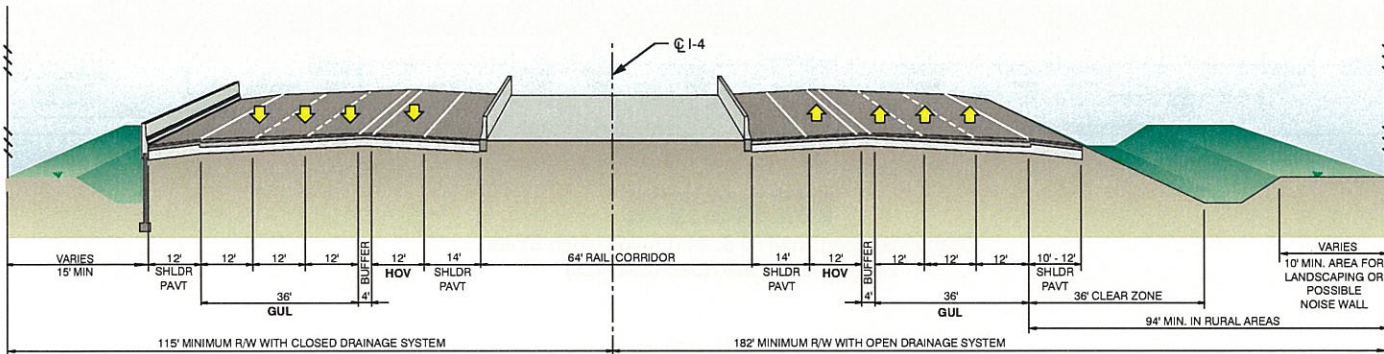 ℄ I-4
VARIES
15' MIN
12'
SHLDR
PAVT
12'
12'
12'
BUFFER
4'
12'
HOV
14'
SHLDR
PAVT
36'
GUL
64' RAIL CORRIDOR
14'
SHLDR
PAVT
12'
HOV
BUFFER
4'
12'
12'
12'
10' - 12'
SHLDR
PAVT
36'
GUL
36' CLEAR ZONE
VARIES
10' MIN. AREA FOR
LANDSCAPING OR
POSSIBLE
NOISE WALL
94' MIN. IN RURAL AREAS
115' MINIMUM R/W WITH CLOSED DRAINAGE SYSTEM
182' MINIMUM R/W WITH OPEN DRAINAGE SYSTEM